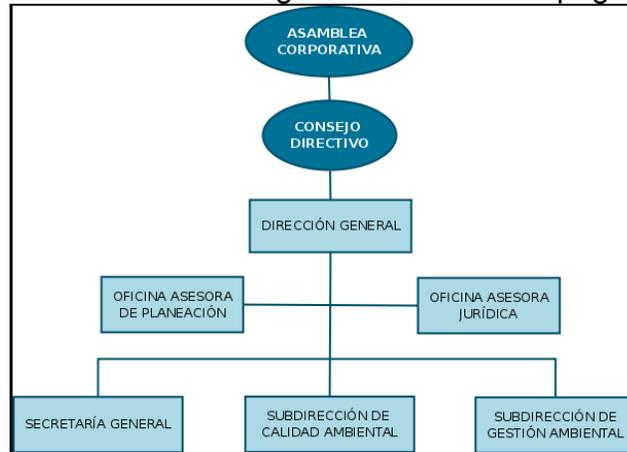 ASAMBLEA
CORPORATIVA
CONSEJO
DIRECTIVO
DIRECCIÓN GENERAL
OFICINA ASESORA
DE PLANEACIÓN
OFICINA ASESORA
JURÍDICA
SECRETARÍA GENERAL
SUBDIRECCIÓN DE
CALIDAD AMBIENTAL
SUBDIRECCIÓN DE
GESTIÓN AMBIENTAL